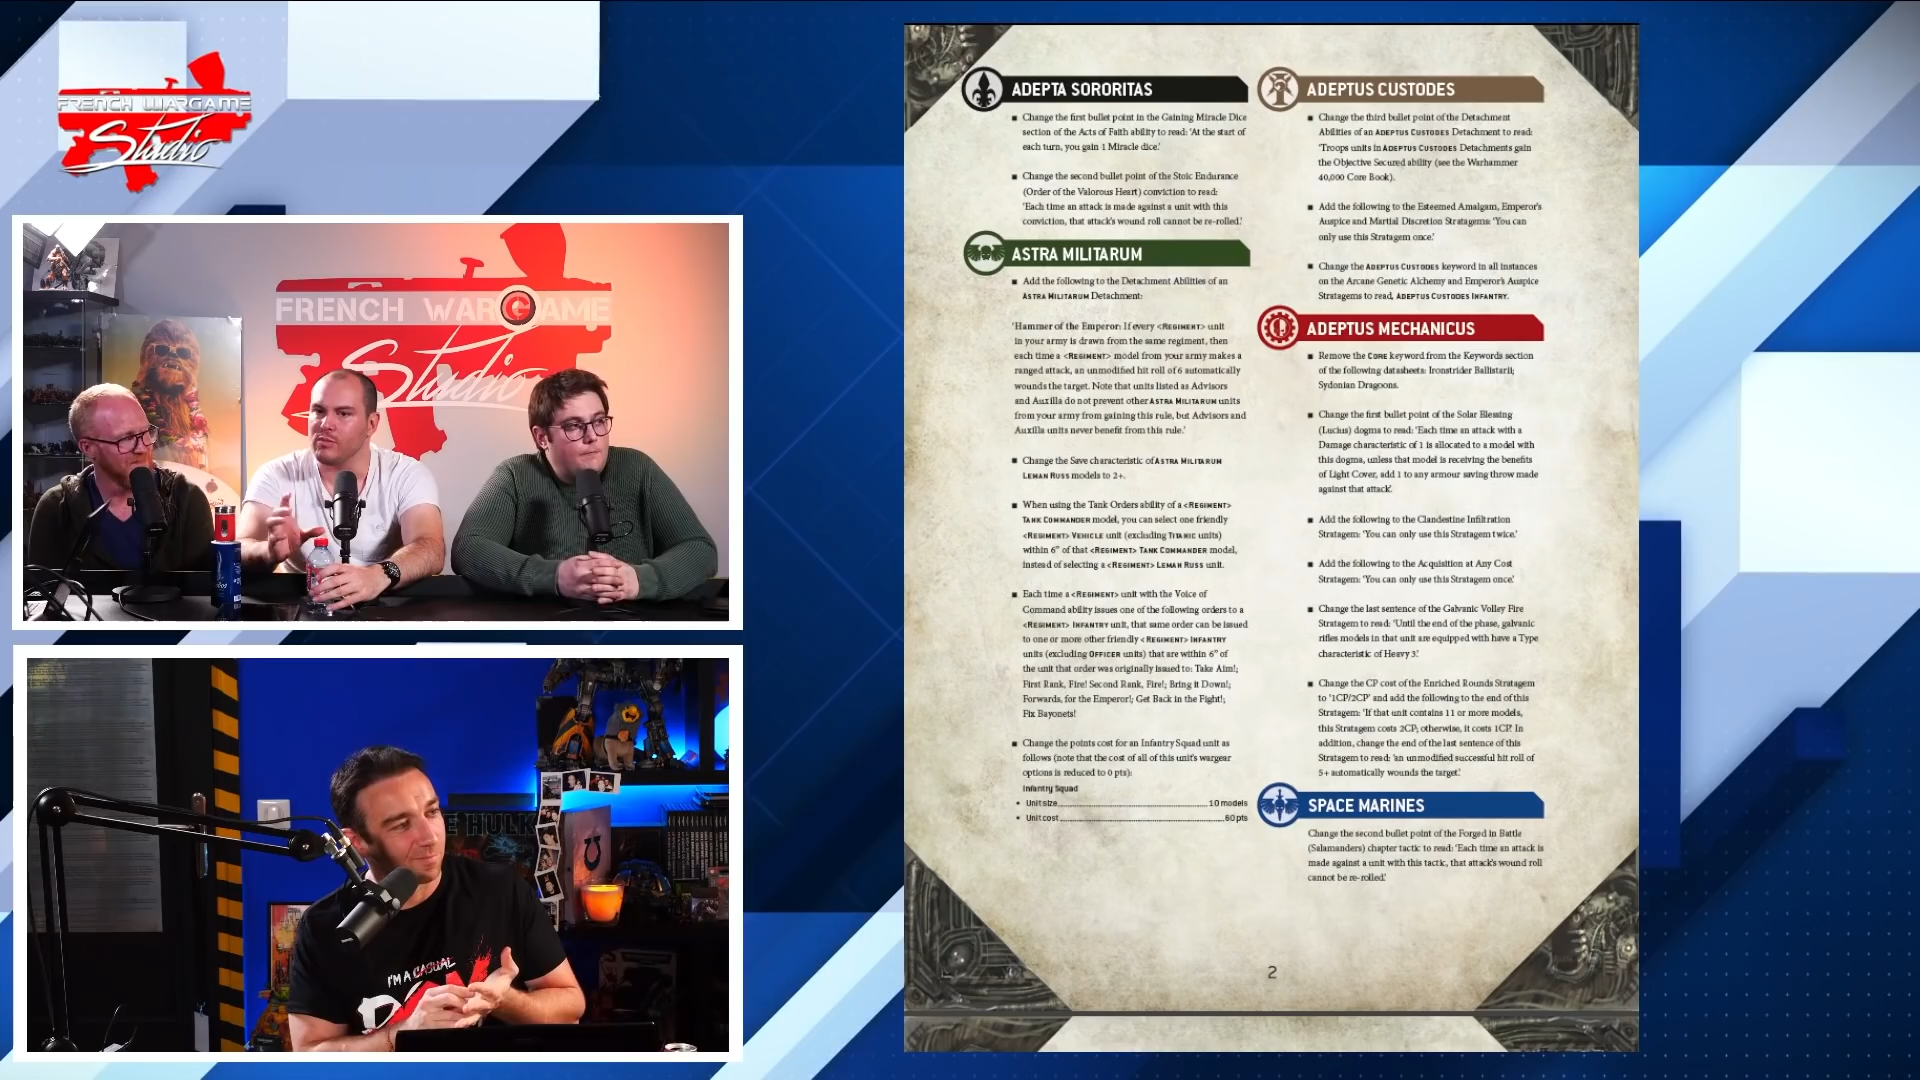 FRENCH WARGAME
Studio
FRENCH WARGAME
Studio
E HULK
I'M A CASUAL
ADEPTA SORORITAS
■ Change the first bullet point in the Gaining Miracle Dice
section of the Acts of Faith ability to read: 'At the start of
each turn, you gain 1 Miracle dice.'
■ Change the second bullet point of the Stoic Endurance
(Order of the Valorous Heart) conviction to read:
'Each time an attack is made against a unit with this
conviction, that attack's wound roll cannot be re-rolled.'
ASTRA MILITARUM
■ Add the following to the Detachment Abilities of an
ASTRA MILITARUM Detachment:
'Hammer of the Emperor: If every <REGIMENT> unit
in your army is drawn from the same regiment, then
each time a <REGIMENT> model from your army makes a
ranged attack, an unmodified hit roll of 6 automatically
wounds the target. Note that units listed as Advisors
and Auxilla do not prevent other ASTRA MILITARUM units
from your army from gaining this rule, but Advisors and
Auxilla units never benefit from this rule.'
■ Change the Save characteristic of ASTRA MILITARUM
LEMAN RUSS models to 2+.
■ When using the Tank Orders ability of a <REGIMENT>
TANK COMMANDER model, you can select one friendly
<REGIMENT> VEHICLE unit (excluding TITANIC units)
within 6" of that <REGIMENT> TANK COMMANDER model,
instead of selecting a <REGIMENT> LEMAN RUSS unit.
■ Each time a <REGIMENT> unit with the Voice of
Command ability issues one of the following orders to a
<REGIMENT> INFANTRY unit, that same order can be issued
to one or more other friendly <REGIMENT> INFANTRY
units (excluding OFFICER units) that are within 6" of
the unit that order was originally issued to: Take Aim!;
First Rank, Fire! Second Rank, Fire!; Bring it Down!;
Forwards, for the Emperor!; Get Back in the Fight!;
Fix Bayonets!
■ Change the points cost for an Infantry Squad unit as
follows (note that the cost of all of this unit's wargear
options is reduced to 0 pts):
Infantry Squad
• Unit size 10 models
• Unit cost 60 pts
ADEPTUS CUSTODES
■ Change the third bullet point of the Detachment
Abilities of an ADEPTUS CUSTODES Detachment to read:
'Troops units in ADEPTUS CUSTODES Detachments gain
the Objective Secured ability (see the Warhammer
40,000 Core Book).
■ Add the following to the Esteemed Amalgam, Emperor's
Auspice and Martial Discretion Stratagems: 'You can
only use this Stratagem once.'
■ Change the ADEPTUS CUSTODES keyword in all instances
on the Arcane Genetic Alchemy and Emperor's Auspice
Stratagems to read, ADEPTUS CUSTODES INFANTRY.
ADEPTUS MECHANICUS
■ Remove the CORE keyword from the Keywords section
of the following datasheets: Ironstrider Ballistarii;
Sydonian Dragoons.
■ Change the first bullet point of the Solar Blessing
(Lucius) dogma to read: 'Each time an attack with a
Damage characteristic of 1 is allocated to a model with
this dogma, unless that model is receiving the benefits
of Light Cover, add 1 to any armour saving throw made
against that attack'.
■ Add the following to the Clandestine Infiltration
Stratagem: 'You can only use this Stratagem twice.'
■ Add the following to the Acquisition at Any Cost
Stratagem: 'You can only use this Stratagem once.'
■ Change the last sentence of the Galvanic Volley Fire
Stratagem to read: 'Until the end of the phase, galvanic
rifles models in that unit are equipped with have a Type
characteristic of Heavy 3.'
■ Change the CP cost of the Enriched Rounds Stratagem
to '1CP/2CP' and add the following to the end of this
Stratagem: 'If that unit contains 11 or more models,
this Stratagem costs 2CP; otherwise, it costs 1CP.' In
addition, change the end of the last sentence of this
Stratagem to read: 'an unmodified successful hit roll of
5+ automatically wounds the target.'
SPACE MARINES
Change the second bullet point of the Forged in Battle
(Salamanders) chapter tactic to read: 'Each time an attack is
made against a unit with this tactic, that attack's wound roll
cannot be re-rolled.'
2